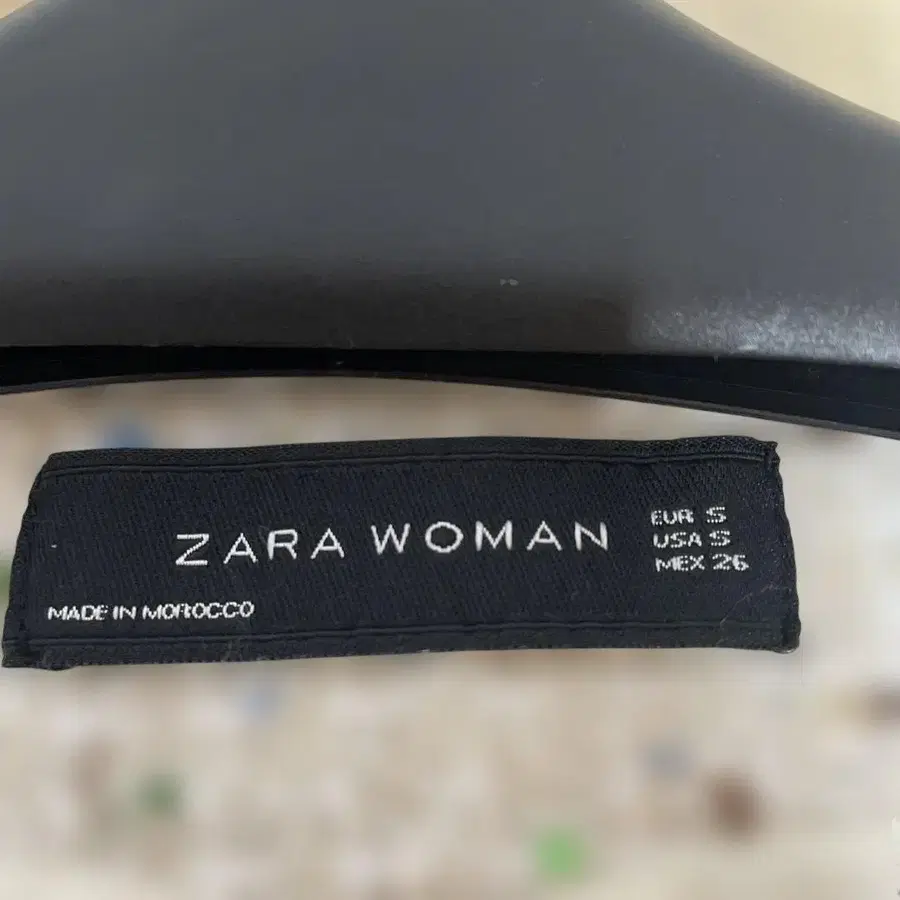 ZARA WOMAN
EUR S
USA S
MEX 26
MADE IN MOROCCO